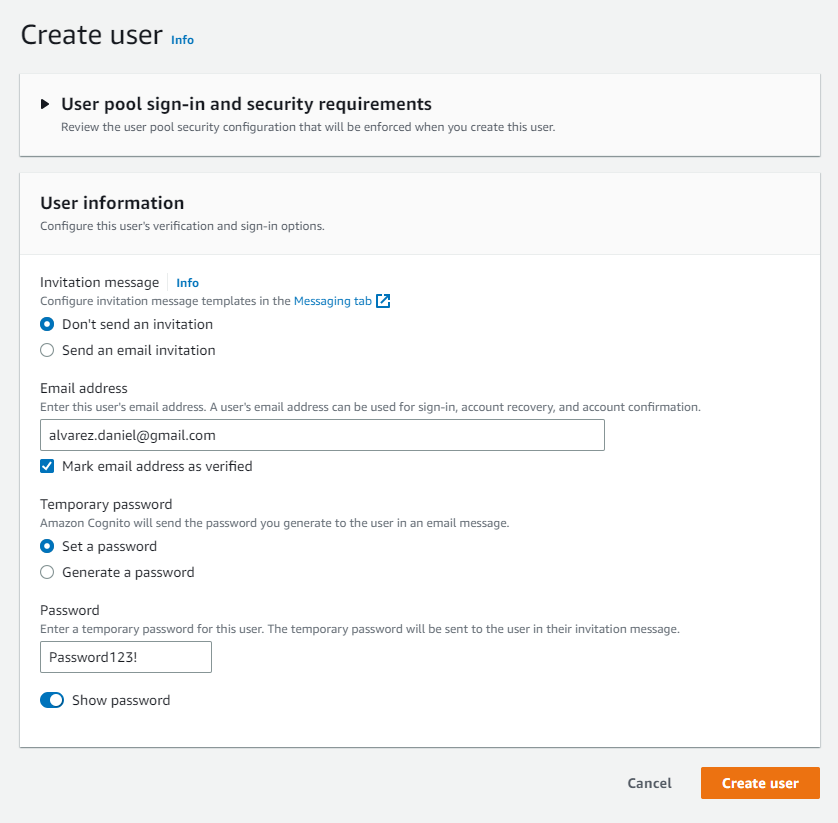 Create user Info
User pool sign-in and security requirements
Review the user pool security configuration that will be enforced when you create this user.
User information
Configure this user's verification and sign-in options.
Invitation message Info
Configure invitation message templates in the Messaging tab
Don't send an invitation
Send an email invitation
Email address
Enter this user's email address. A user's email address can be used for sign-in, account recovery, and account confirmation.
alvarez.daniel@gmail.com
Mark email address as verified
Temporary password
Amazon Cognito will send the password you generate to the user in an email message.
Set a password
Generate a password
Password
Enter a temporary password for this user. The temporary password will be sent to the user in their invitation message.
Password123!
Show password
Cancel Create user